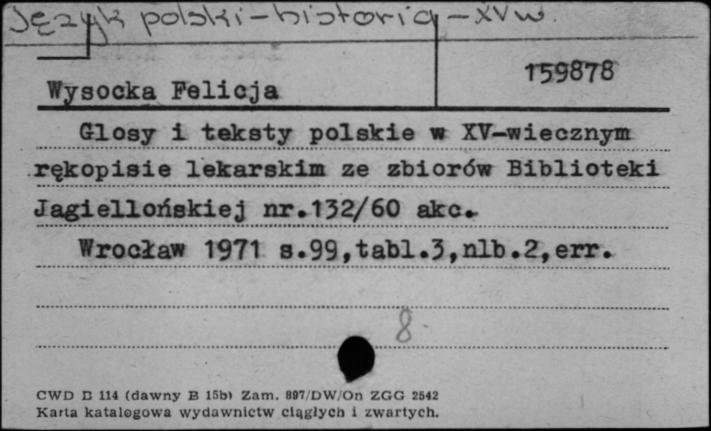 Język polski – historia – XVw.
159878
Wysocka Felicja
Glosy i teksty polskie w XV-wiecznym
rękopisie lekarskim ze zbiorów Biblioteki
Jagiellońskiej nr.132/60 akc.
Wrocław 1971 s.99,tabl.3,nlb.2,err.
8
CWD D 114 (dawny B 15b) Zam. 897/DW/On ZGG 2542
Karta katalogowa wydawnictw ciągłych i zwartych.